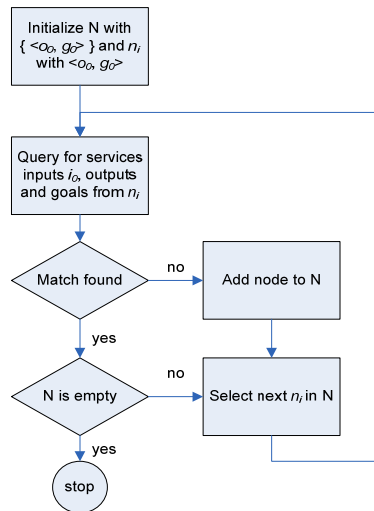 Initialize N with
{ <o₀, g₀> } and nᵢ
with <o₀, g₀>
Query for services
inputs i₀, outputs
and goals from nᵢ
Match found
no
Add node to N
yes
N is empty
no
Select next nᵢ in N
yes
stop